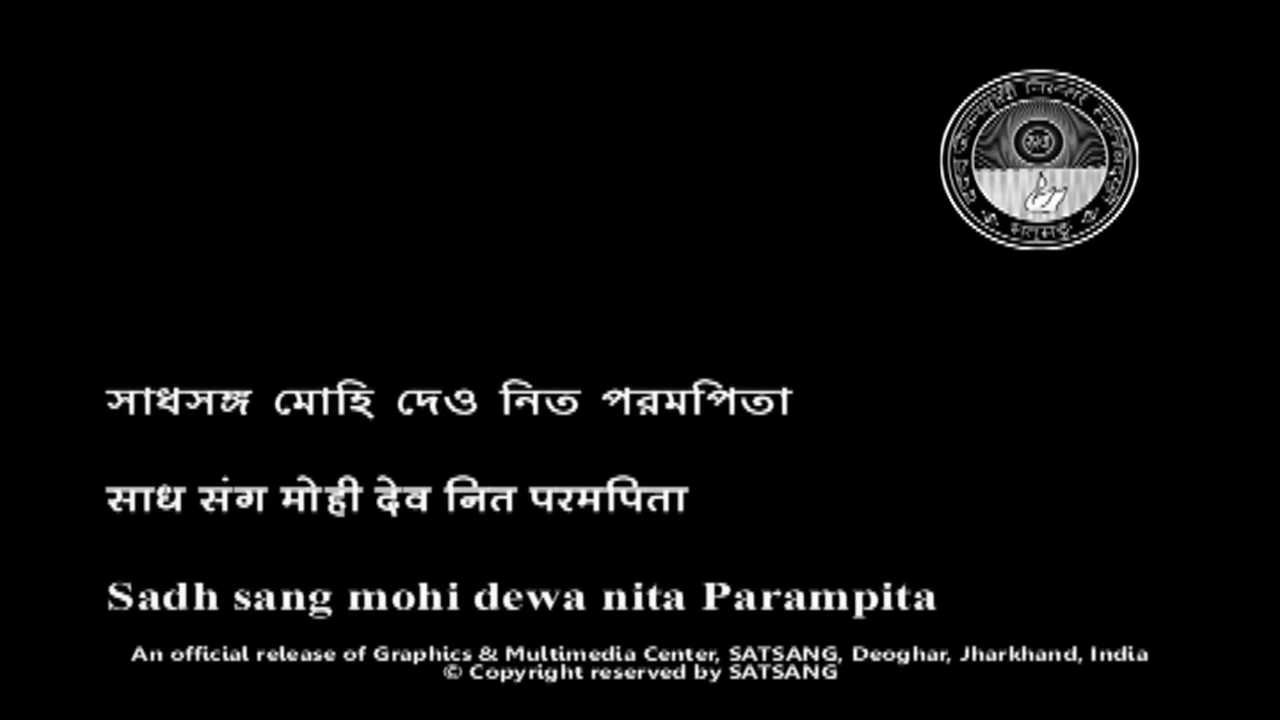 সৎসঙ্গ
সাধসঙ্গ মোহি দেও নিত পরমপিতা
साध संग मोही देव नित परमपिता
Sadh sang mohi dewa nita Parampita
An official release of Graphics & Multimedia Center, SATSANG, Deoghar, Jharkhand, India
© Copyright reserved by SATSANG